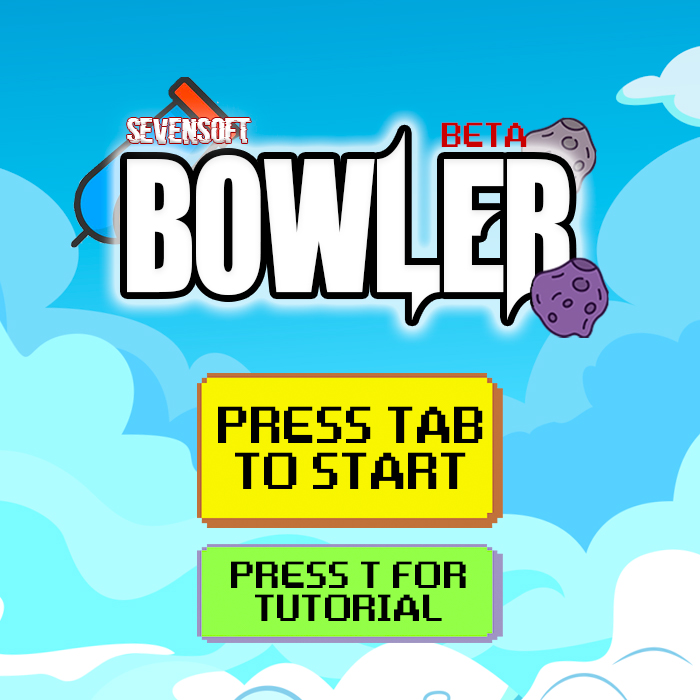 SEVENSOFT
BETA
BOWLER
PRESS TAB
TO START
PRESS T FOR
TUTORIAL